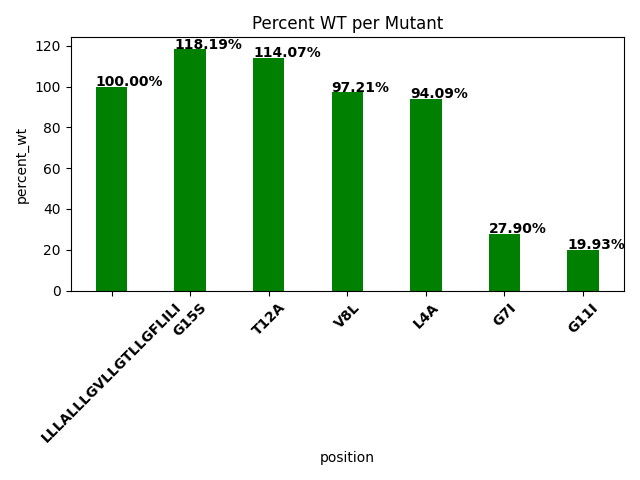 Percent WT per Mutant
percent_wt
120
100
80
60
40
20
0
100.00%
118.19%
114.07%
97.21%
94.09%
27.90%
19.93%
LLLALLLGVLLGTLLGFLILI
G15S
T12A
V8L
L4A
G7I
G11I
position